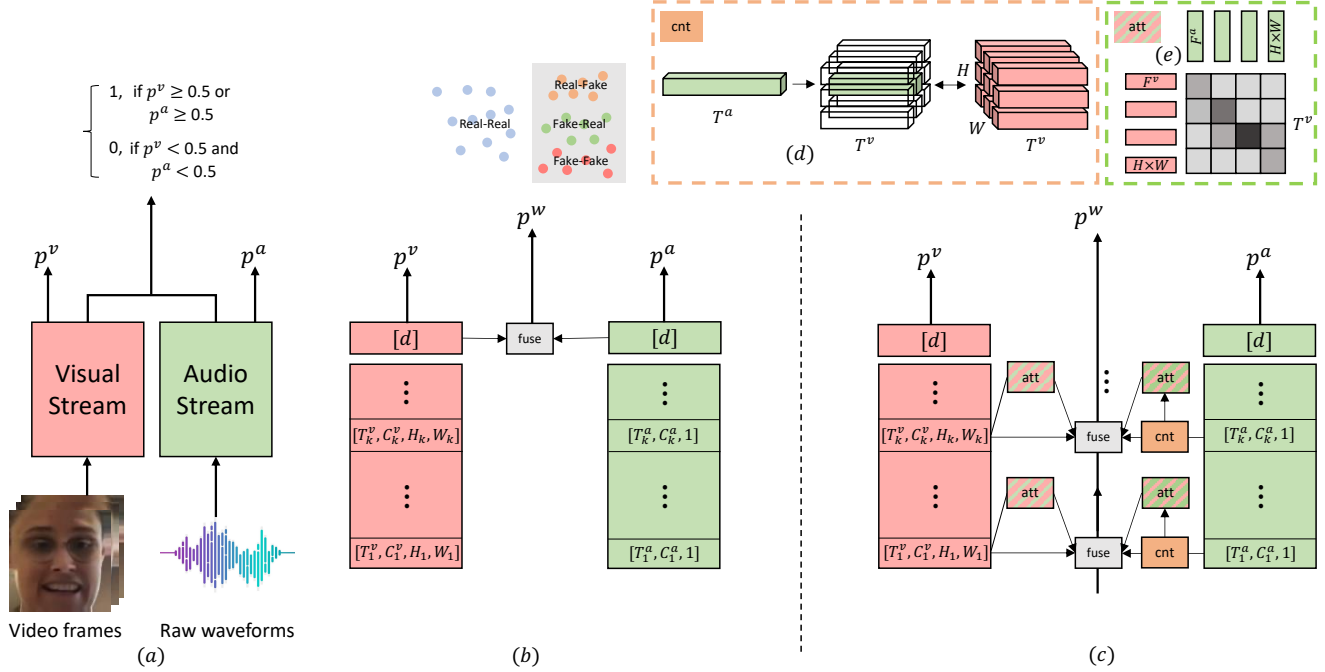 1, if p^v ≥ 0.5 or
p^a ≥ 0.5
0, if p^v < 0.5 and
p^a < 0.5
p^v
p^a
Visual
Stream
Audio
Stream
Video frames
Raw waveforms
(a)
Real-Real
Real-Fake
Fake-Real
Fake-Fake
p^w
p^v
p^a
[d]
fuse
[d]
[T_k^v, C_k^v, H_k, W_k]
[T_k^a, C_k^a, 1]
[T_1^v, C_1^v, H_1, W_1]
[T_1^a, C_1^a, 1]
(b)
cnt
T^a
T^v
H
W
T^v
(d)
att
(e)
F^a
H×W
F^v
H×W
T^v
p^w
p^v
p^a
[d]
[d]
att
att
[T_k^v, C_k^v, H_k, W_k]
fuse
cnt
[T_k^a, C_k^a, 1]
att
att
[T_1^v, C_1^v, H_1, W_1]
fuse
cnt
[T_1^a, C_1^a, 1]
(c)